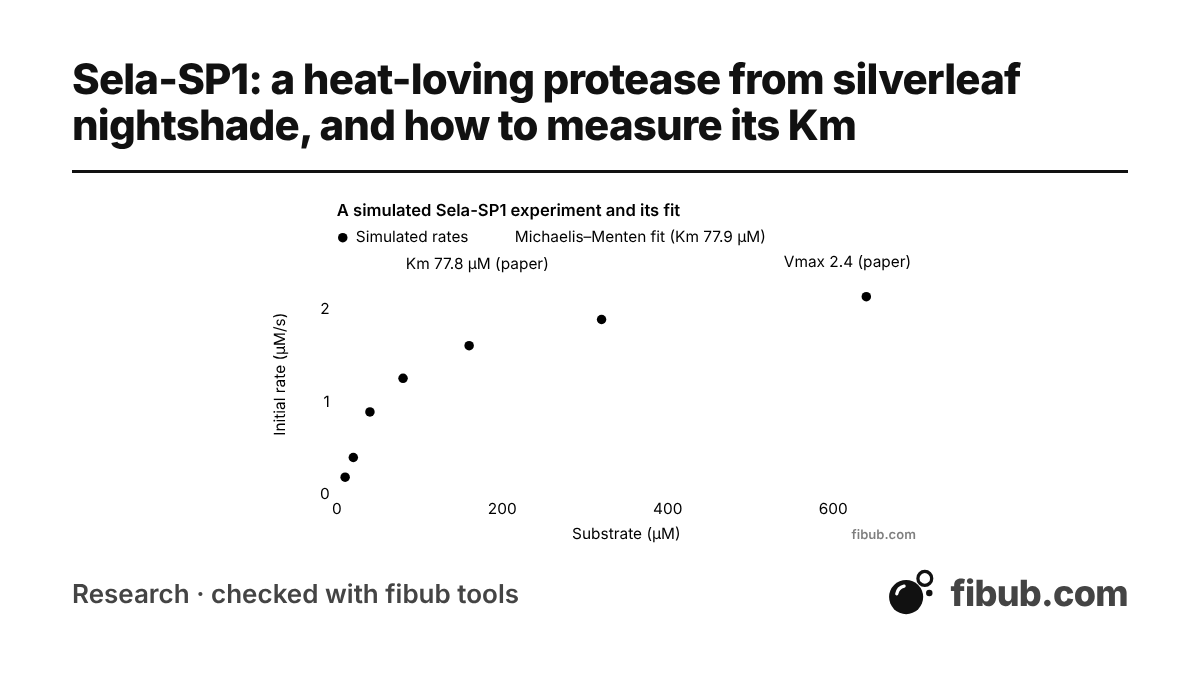 Sela-SP1: a heat-loving protease from silverleaf
nightshade, and how to measure its Km
A simulated Sela-SP1 experiment and its fit
Simulated rates
Michaelis–Menten fit (Km 77.9 µM)
Km 77.8 µM (paper)
Vmax 2.4 (paper)
Initial rate (µM/s)
2
1
0
0
200
400
600
Substrate (µM)
fibub.com
Research · checked with fibub tools
fibub.com